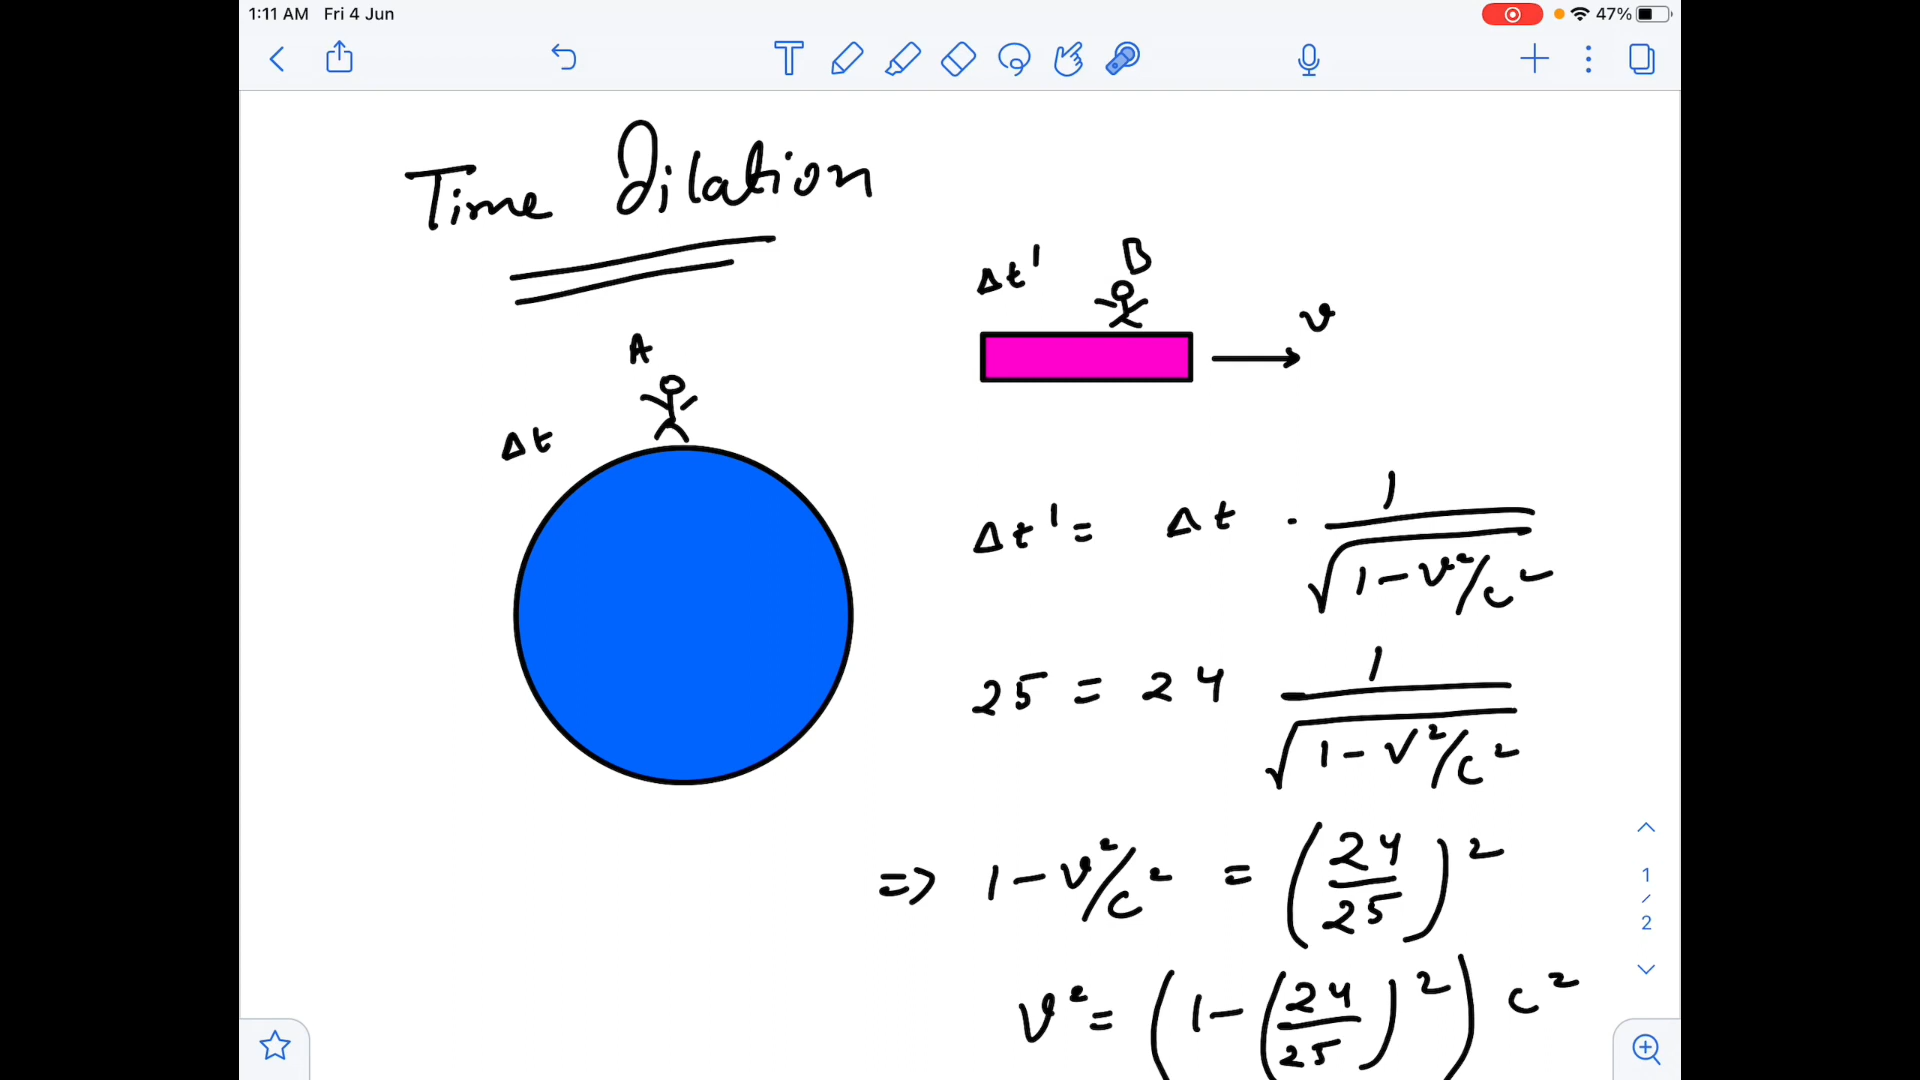 1:11 AM Fri 4 Jun 47%
Time Dilation
Δt' B
v
A
Δt
Δt' = Δt · 1/√(1-v²/c²)
25 = 24 1/√(1-v²/c²)
=> 1-v²/c² = (24/25)²
v² = (1-(24/25)²) c²
1/2